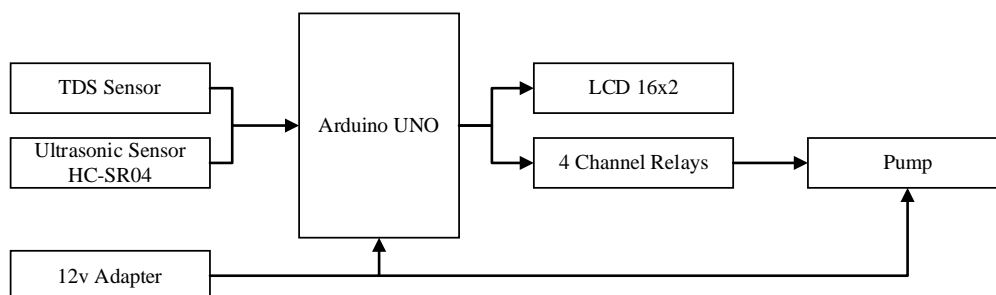 TDS Sensor
Ultrasonic Sensor
HC-SR04
12v Adapter
Arduino UNO
LCD 16x2
4 Channel Relays
Pump